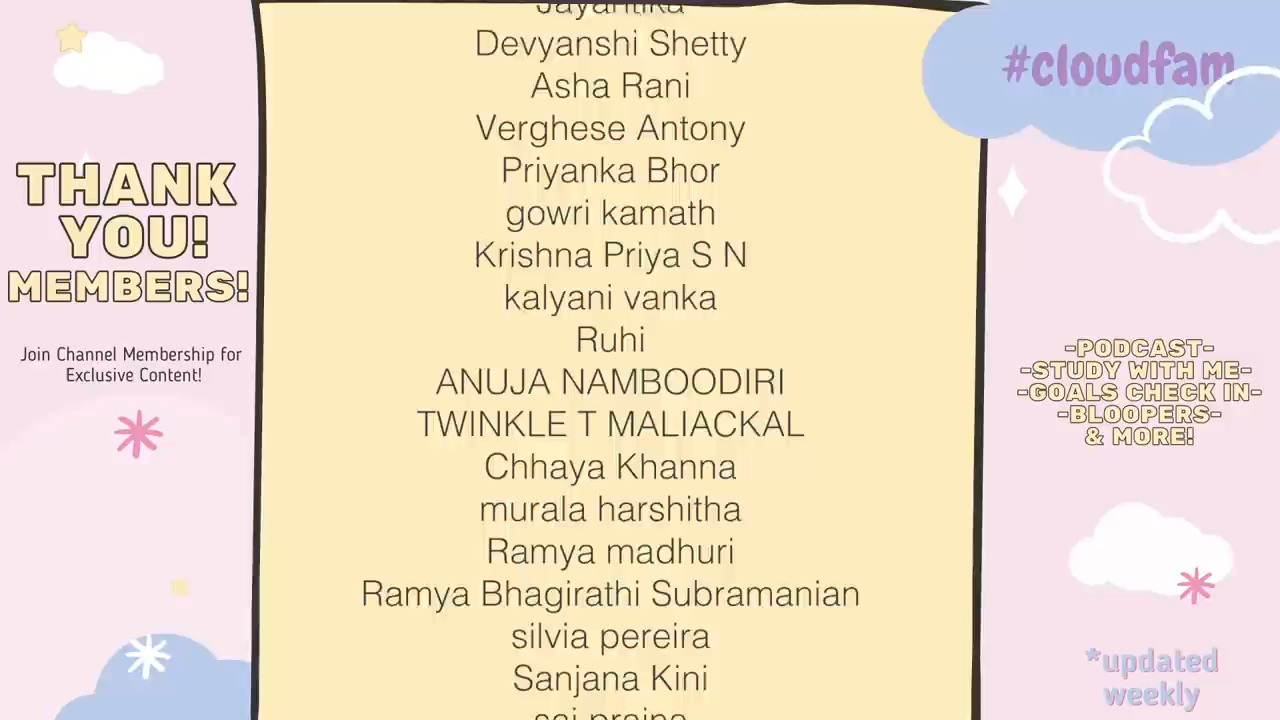 THANK
YOU!
MEMBERS!
Join Channel Membership for
Exclusive Content!
Jayantika
Devyanshi Shetty
Asha Rani
Verghese Antony
Priyanka Bhor
gowri kamath
Krishna Priya S N
kalyani vanka
Ruhi
ANUJA NAMBOODIRI
TWINKLE T MALIACKAL
Chhaya Khanna
murala harshitha
Ramya madhuri
Ramya Bhagirathi Subramanian
silvia pereira
Sanjana Kini
#cloudfam
-PODCAST-
-STUDY WITH ME-
-GOALS CHECK IN-
-BLOOPERS-
& MORE!
*updated
weekly